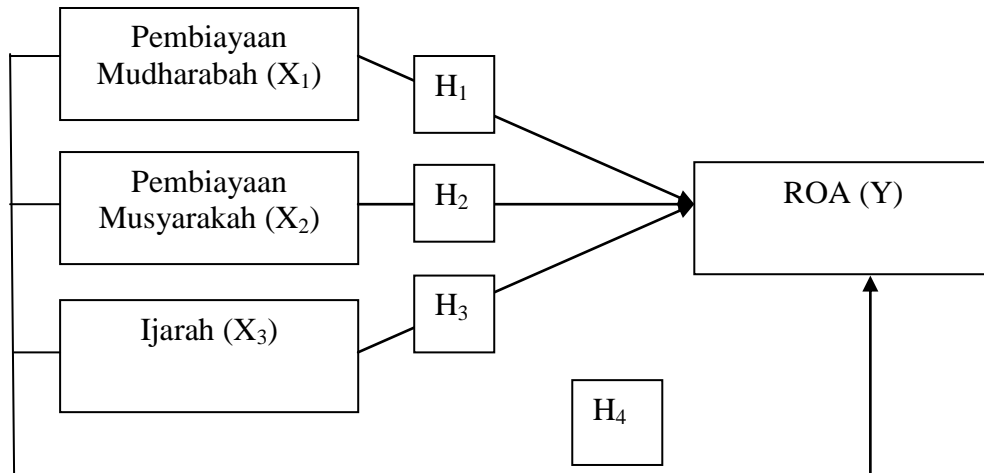 Pembiayaan
Mudharabah (X₁)
H₁
Pembiayaan
Musyarakah (X₂)
H₂
ROA (Y)
Ijarah (X₃)
H₃
H₄